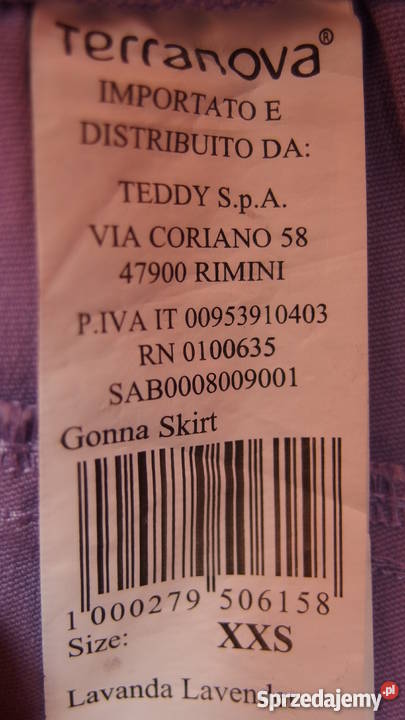 Terranova®
IMPORTATO E
DISTRIBUITO DA:
TEDDY S.p.A.
VIA CORIANO 58
47900 RIMINI
P.IVA IT 00953910403
RN 0100635
SAB0008009001
Gonna Skirt
1 000279 506158
Size: XXS
Lavanda
Sprzedajemy.pl